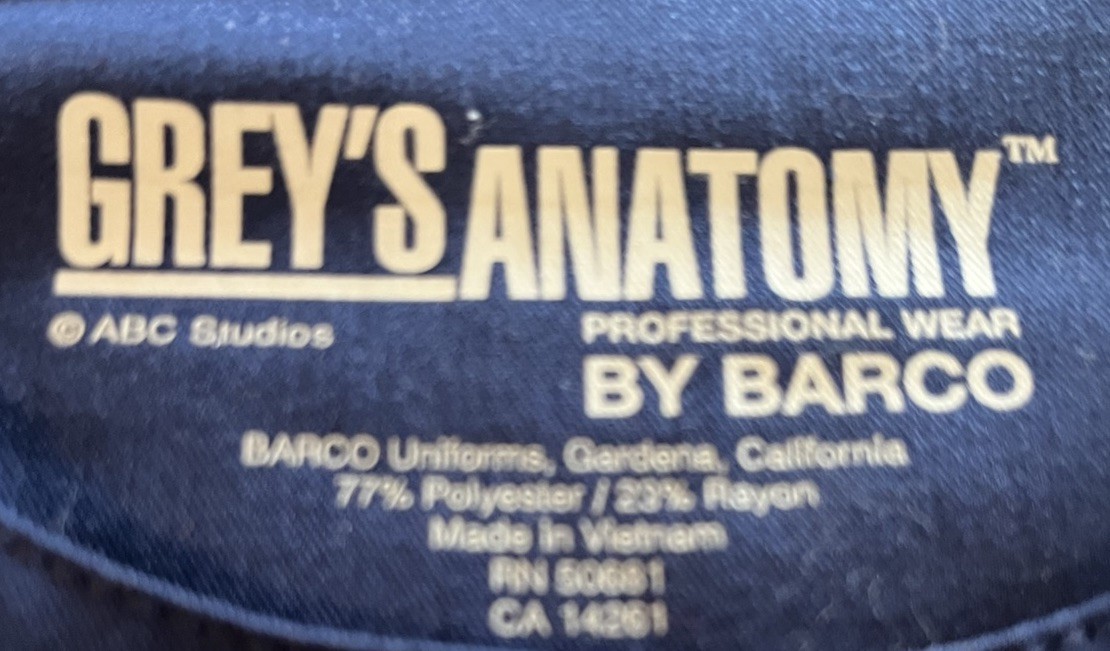 GREY'S ANATOMY™
© ABC Studios
PROFESSIONAL WEAR
BY BARCO
BARCO Uniforms, Gardena, California
77% Polyester / 23% Rayon
Made in Vietnam
RN
CA 14261